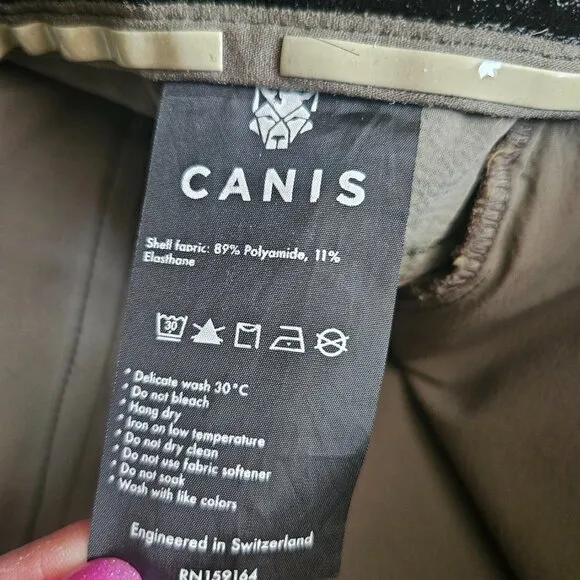 CANIS
Shell fabric: 89% Polyamide, 11%
Elasthane
30
* Delicate wash 30°C
* Do not bleach
* Hang dry
* Iron on low temperature
* Do not dry clean
* Do not use fabric softener
* Do not soak
* Wash with like colors
Engineered in Switzerland
RN159164